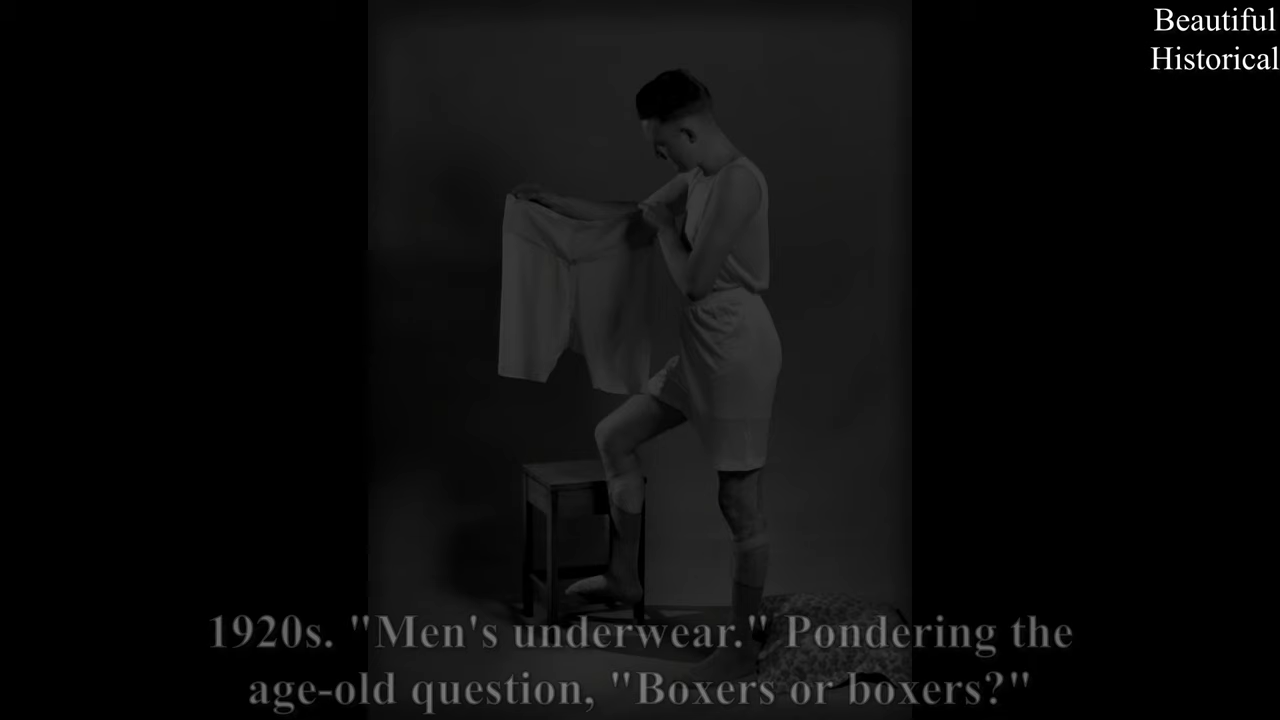 Beautiful
Historical
1920s. "Men's underwear." Pondering the
age-old question, "Boxers or boxers?"